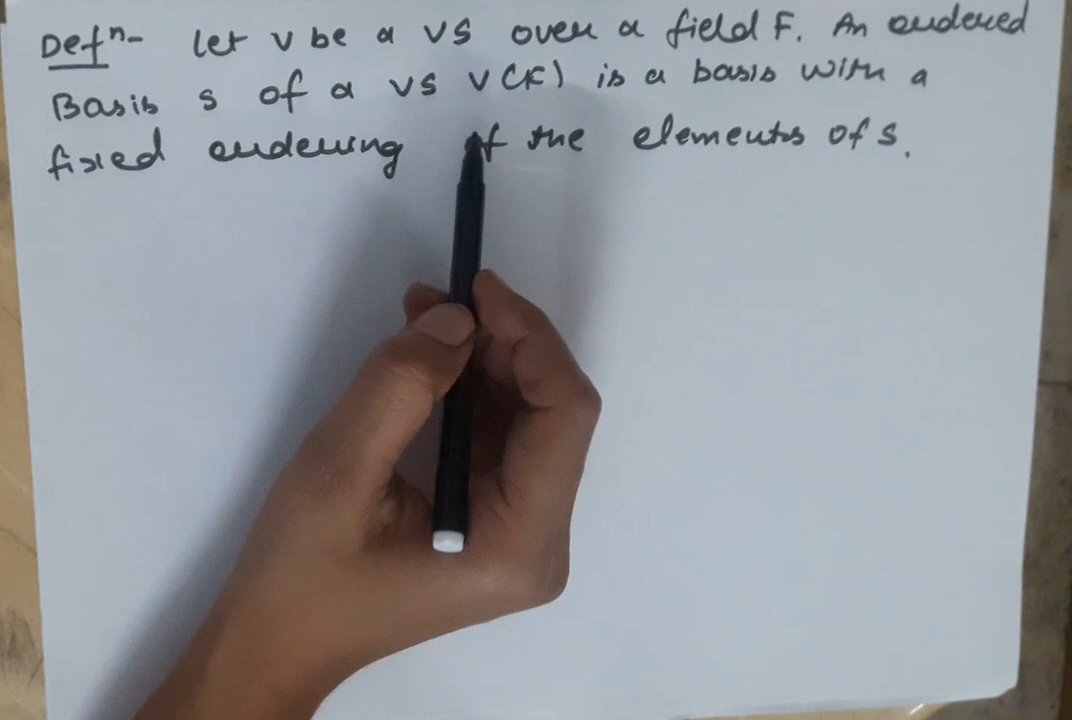 Defⁿ- let V be a VS over a field F. An ordered
Basis s of a VS V(F) is a basis with a
fixed ordering of the elements of s.